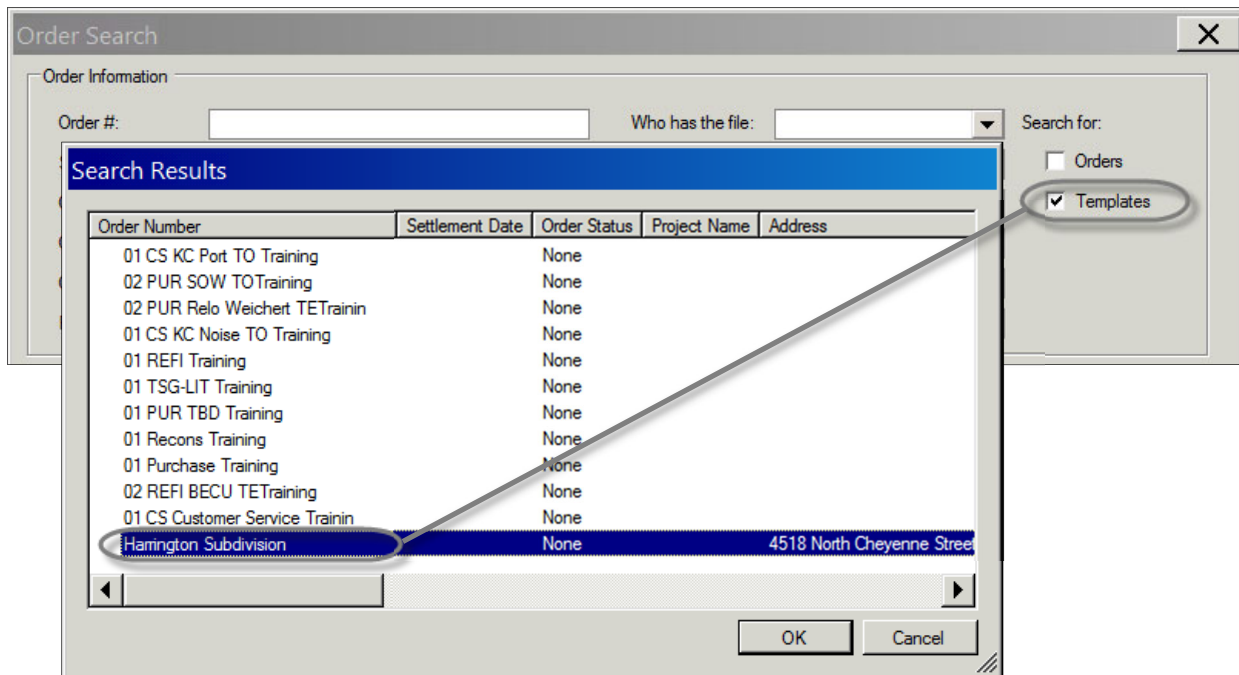 Order Search
Order Information
Order #:
Who has the file:
Search for:
Orders
Templates
Search Results
Order Number Settlement Date Order Status Project Name Address
01 CS KC Port TO Training None
02 PUR SOW TOTraining None
02 PUR Relo Weichert TETrainin None
01 CS KC Noise TO Training None
01 REFI Training None
01 TSG-LIT Training None
01 PUR TBD Training None
01 Recons Training None
01 Purchase Training None
02 REFI BECU TETraining None
01 CS Customer Service Trainin None
Harrington Subdivision None 4518 North Cheyenne Street
OK Cancel